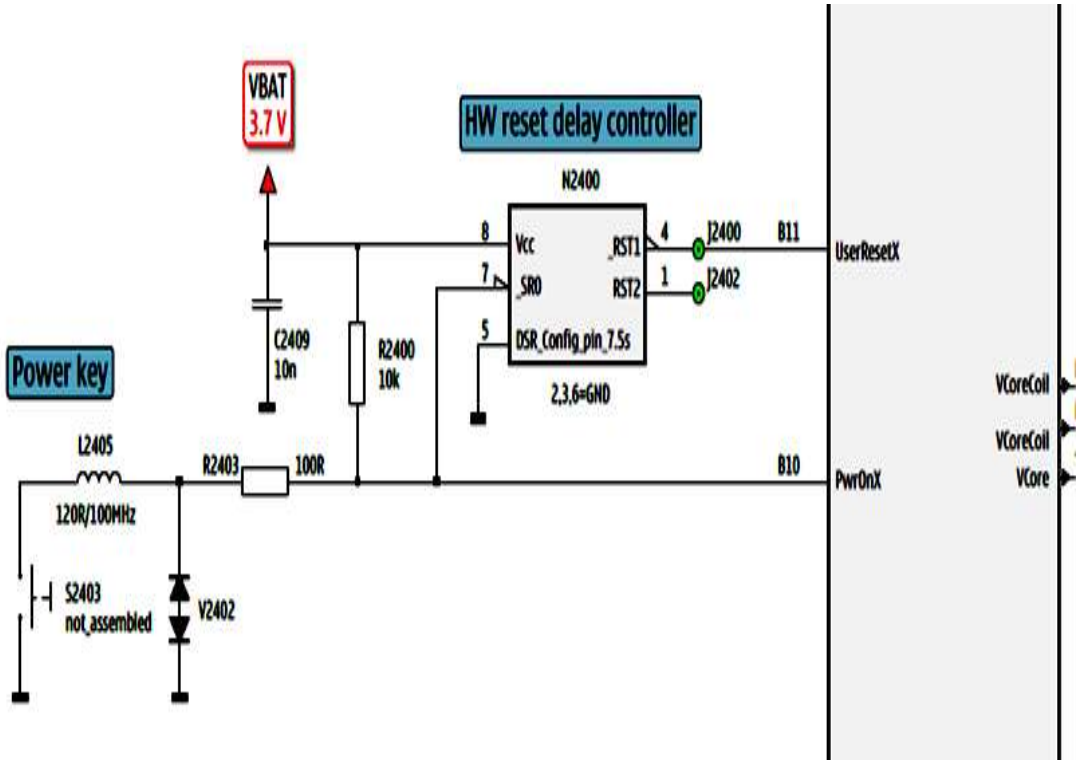 VBAT
3.7 V
HW reset delay controller
N2400
8
Vcc
_RST1
4
J2400
B11
UserResetX
7
_SR0
RST2
1
J2402
5
DSR_Config_pin_7.5s
C2409
10n
R2400
10k
2,3,6=GND
Power key
VCoreCoil
L2405
VCoreCoil
R2403
100R
B10
PwrOnX
VCore
120R/100MHz
S2403
not_assembled
V2402